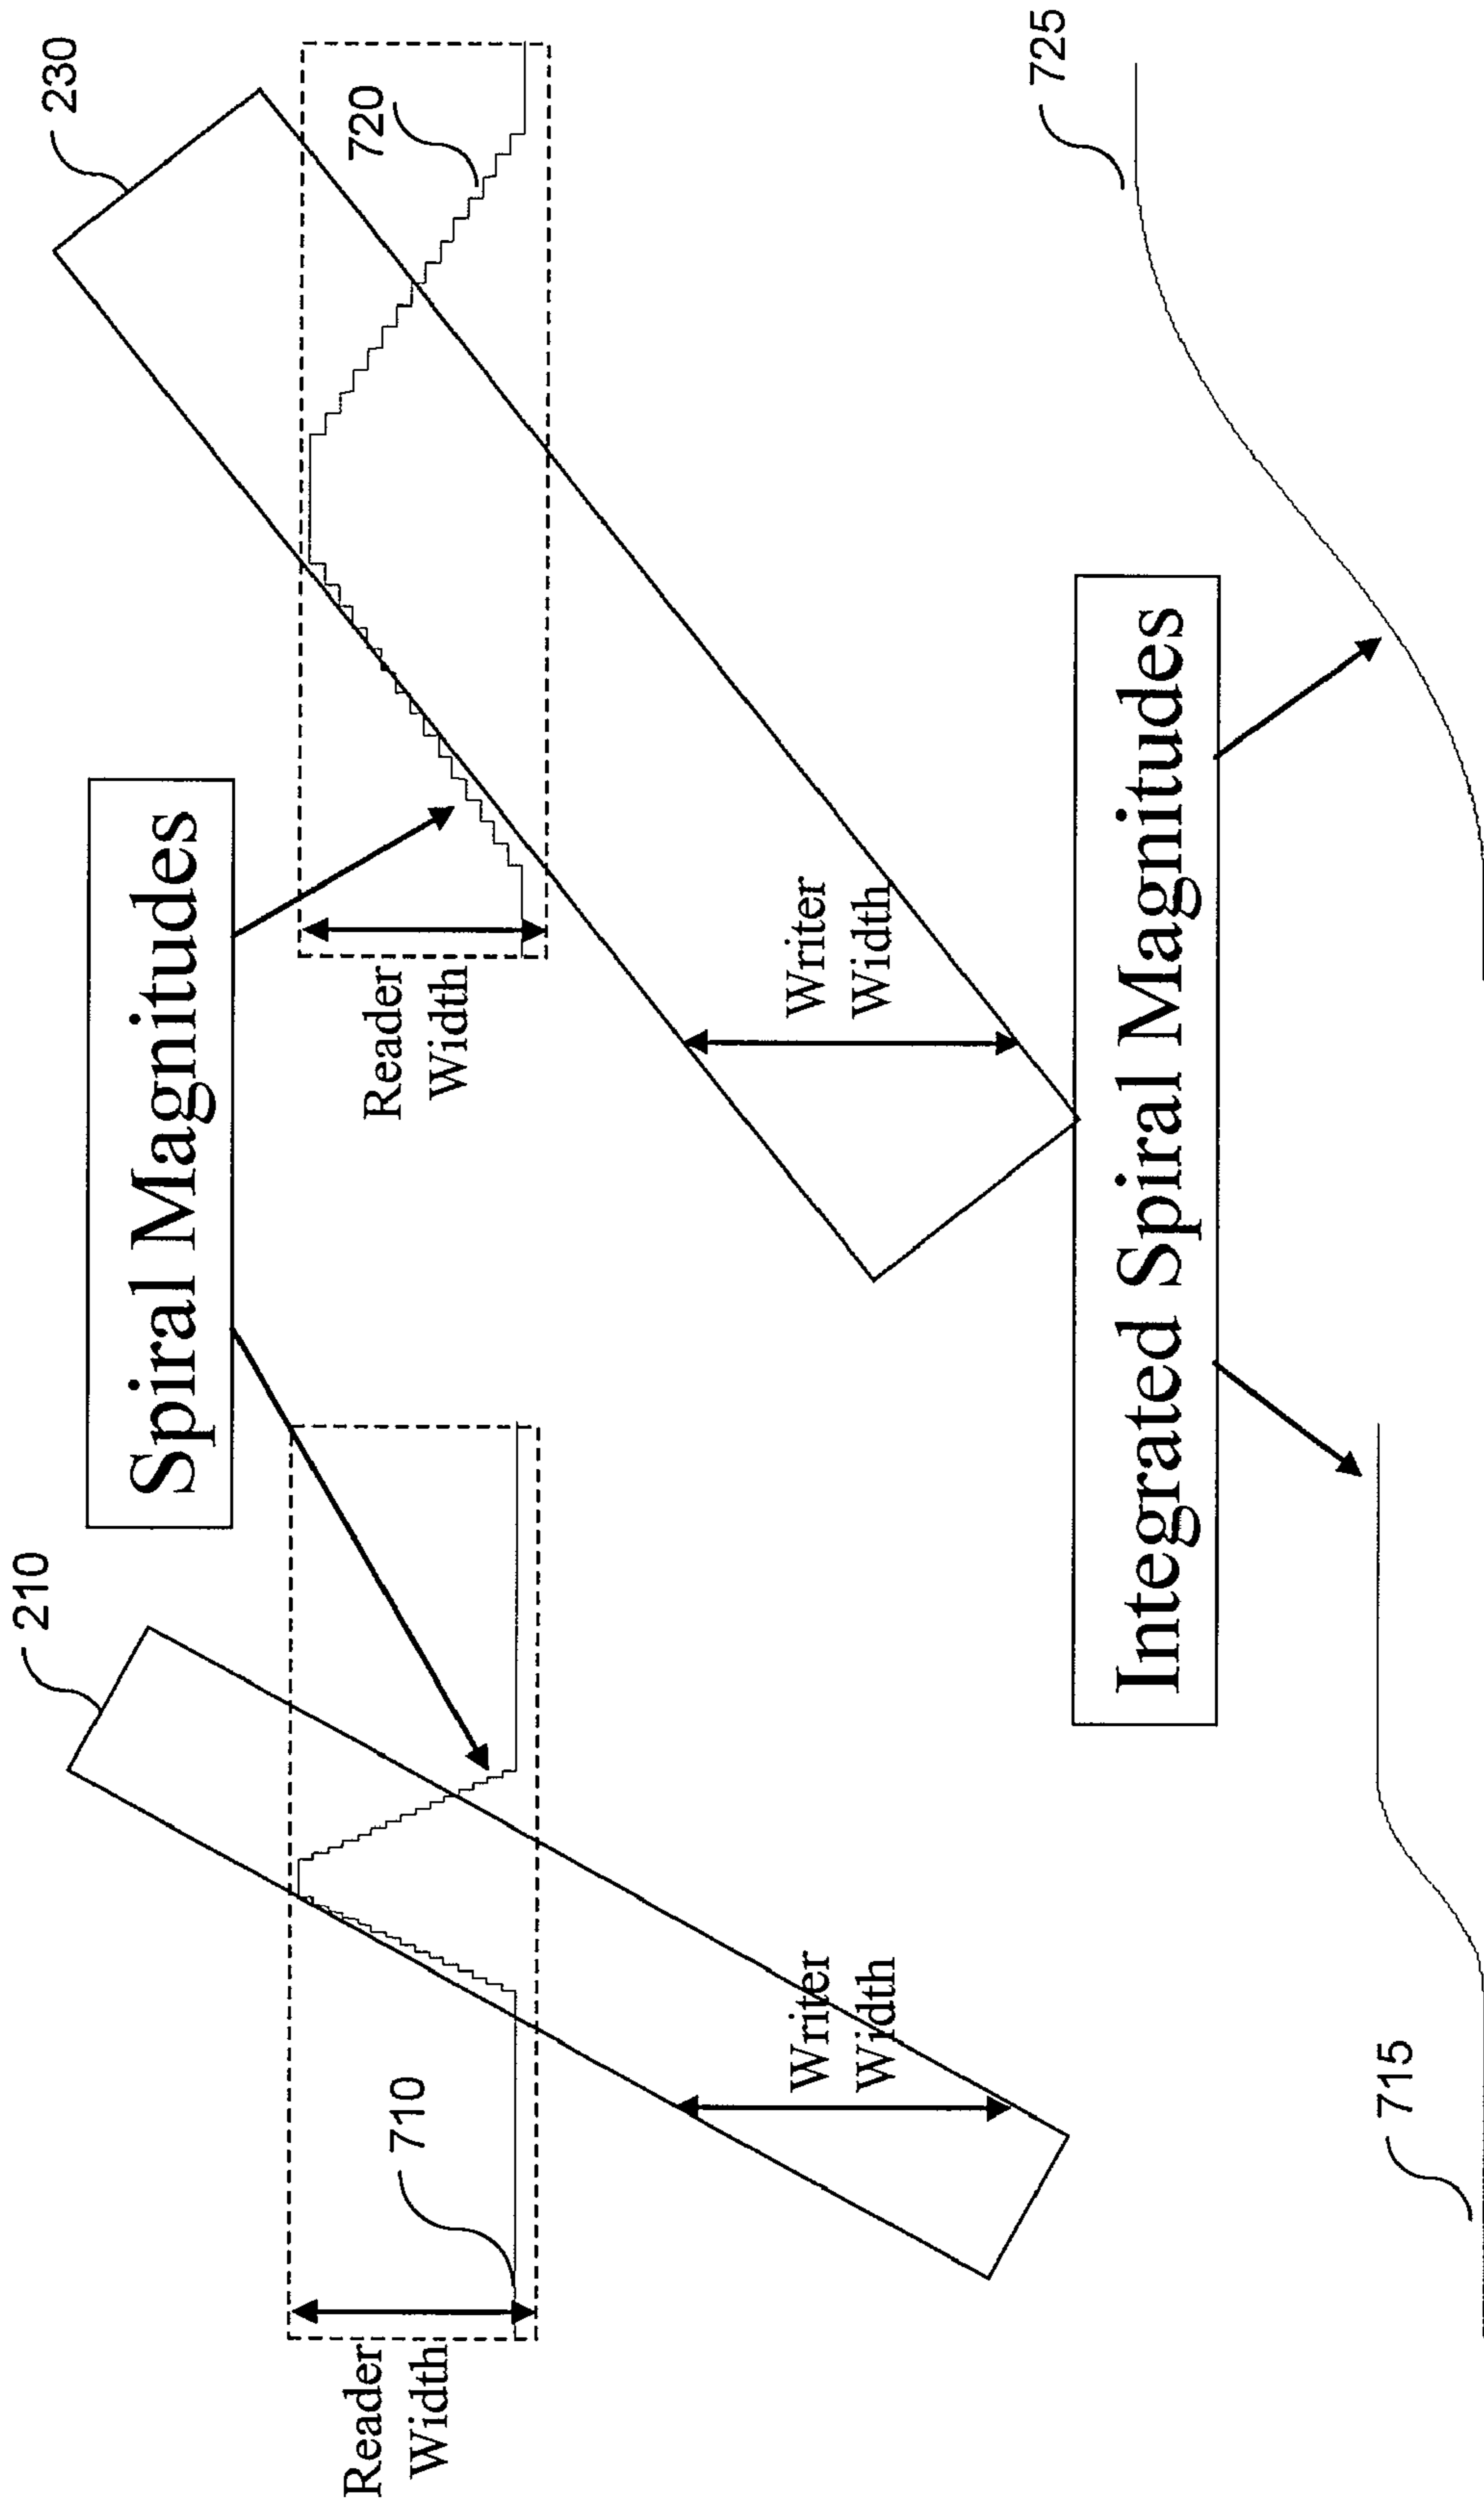 210
Spiral Magnitudes
230
Reader
Width
710
Reader
Width
720
Writer
Width
Writer
Width
Integrated Spiral Magnitudes
715
725